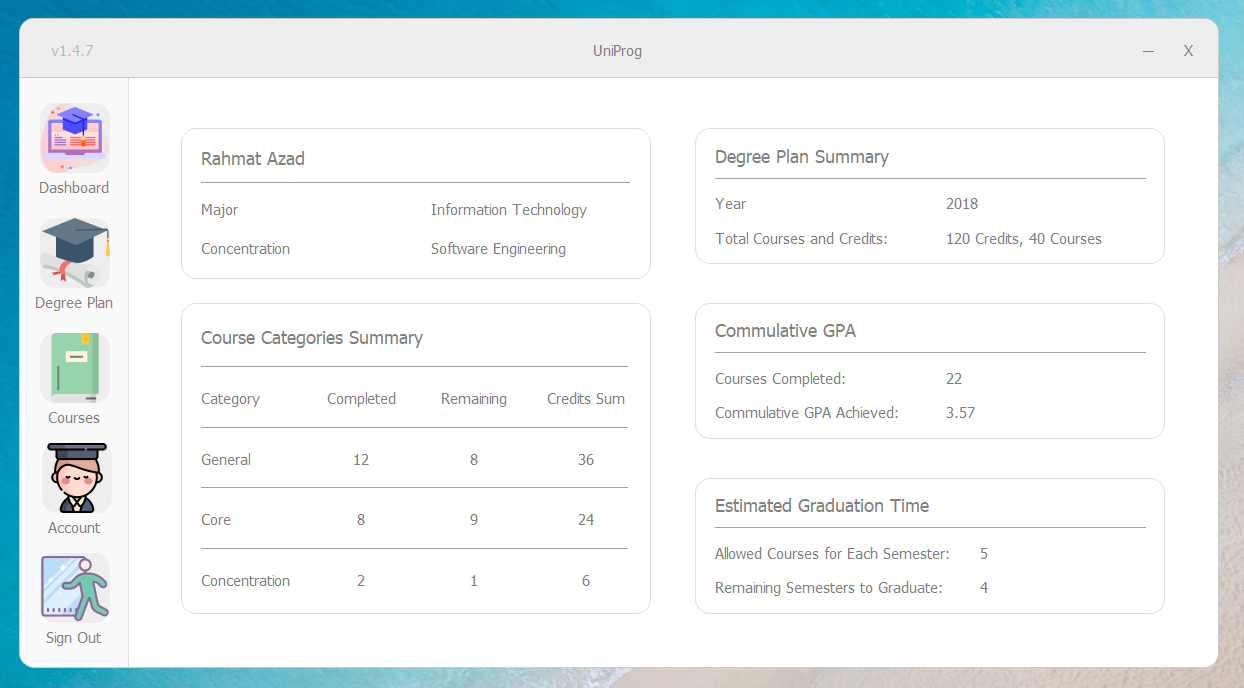 v1.4.7 UniProg — X
Dashboard
Degree Plan
Courses
Account
Sign Out
Rahmat Azad
Major Information Technology
Concentration Software Engineering
Course Categories Summary
Category Completed Remaining Credits Sum
General 12 8 36
Core 8 9 24
Concentration 2 1 6
Degree Plan Summary
Year 2018
Total Courses and Credits: 120 Credits, 40 Courses
Commulative GPA
Courses Completed: 22
Commulative GPA Achieved: 3.57
Estimated Graduation Time
Allowed Courses for Each Semester: 5
Remaining Semesters to Graduate: 4